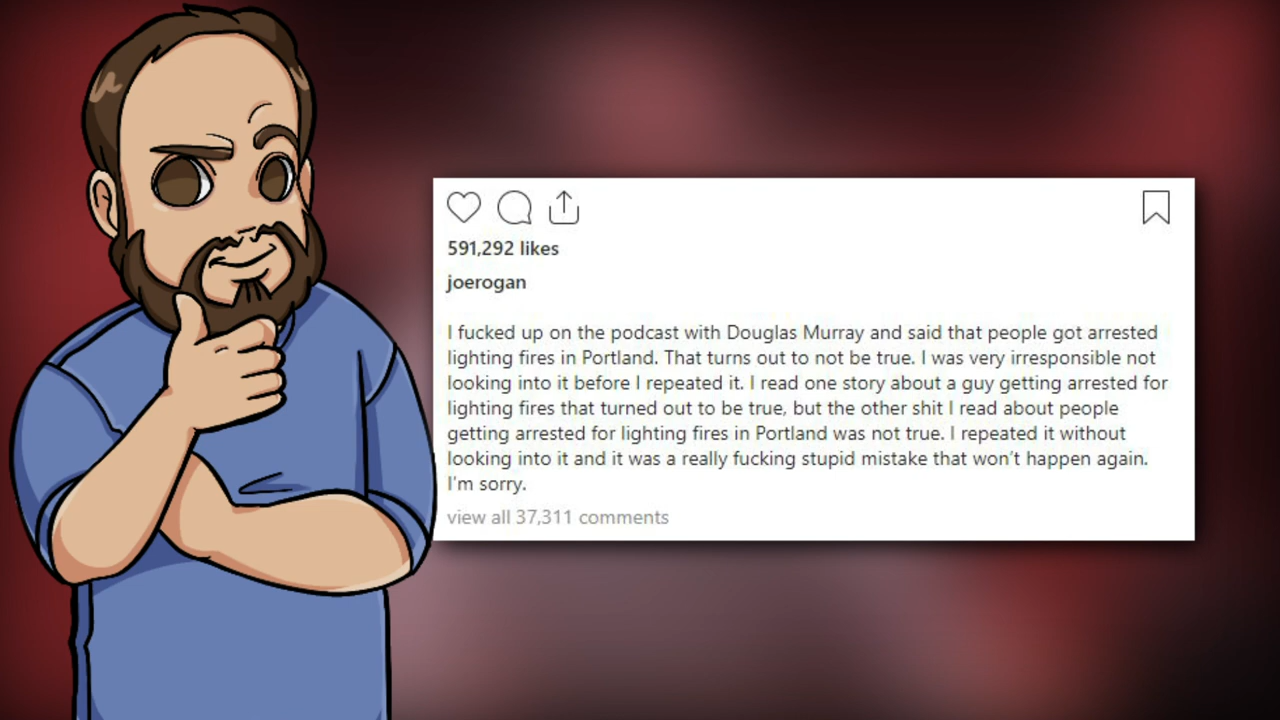 591,292 likes
joerogan
I fucked up on the podcast with Douglas Murray and said that people got arrested
lighting fires in Portland. That turns out to not be true. I was very irresponsible not
looking into it before I repeated it. I read one story about a guy getting arrested for
lighting fires that turned out to be true, but the other shit I read about people
getting arrested for lighting fires in Portland was not true. I repeated it without
looking into it and it was a really fucking stupid mistake that won't happen again.
I'm sorry.
view all 37,311 comments